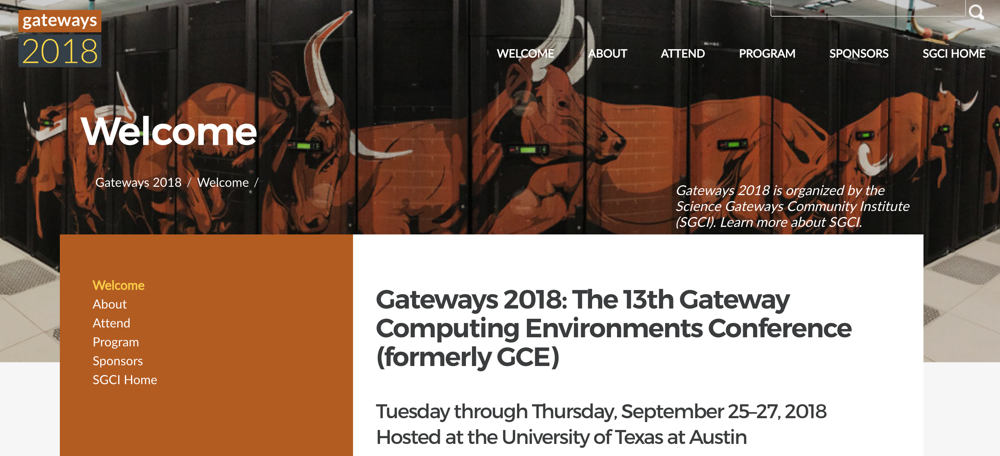 gateways
2018
WELCOME ABOUT ATTEND PROGRAM SPONSORS SGCI HOME
Welcome
Gateways 2018 / Welcome /
Gateways 2018 is organized by the
Science Gateways Community Institute
(SGCI). Learn more about SGCI.
Welcome
About
Attend
Program
Sponsors
SGCI Home
Gateways 2018: The 13th Gateway
Computing Environments Conference
(formerly GCE)
Tuesday through Thursday, September 25–27, 2018
Hosted at the University of Texas at Austin